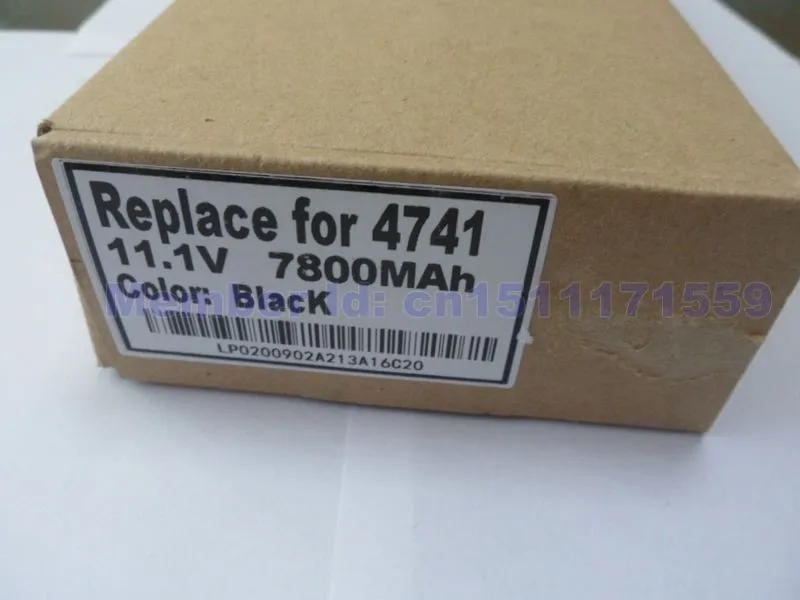 Replace for 4741
11.1V 7800MAh
Color: BlacK
LP0200902A213A16C20
MemberId: cn1511171559